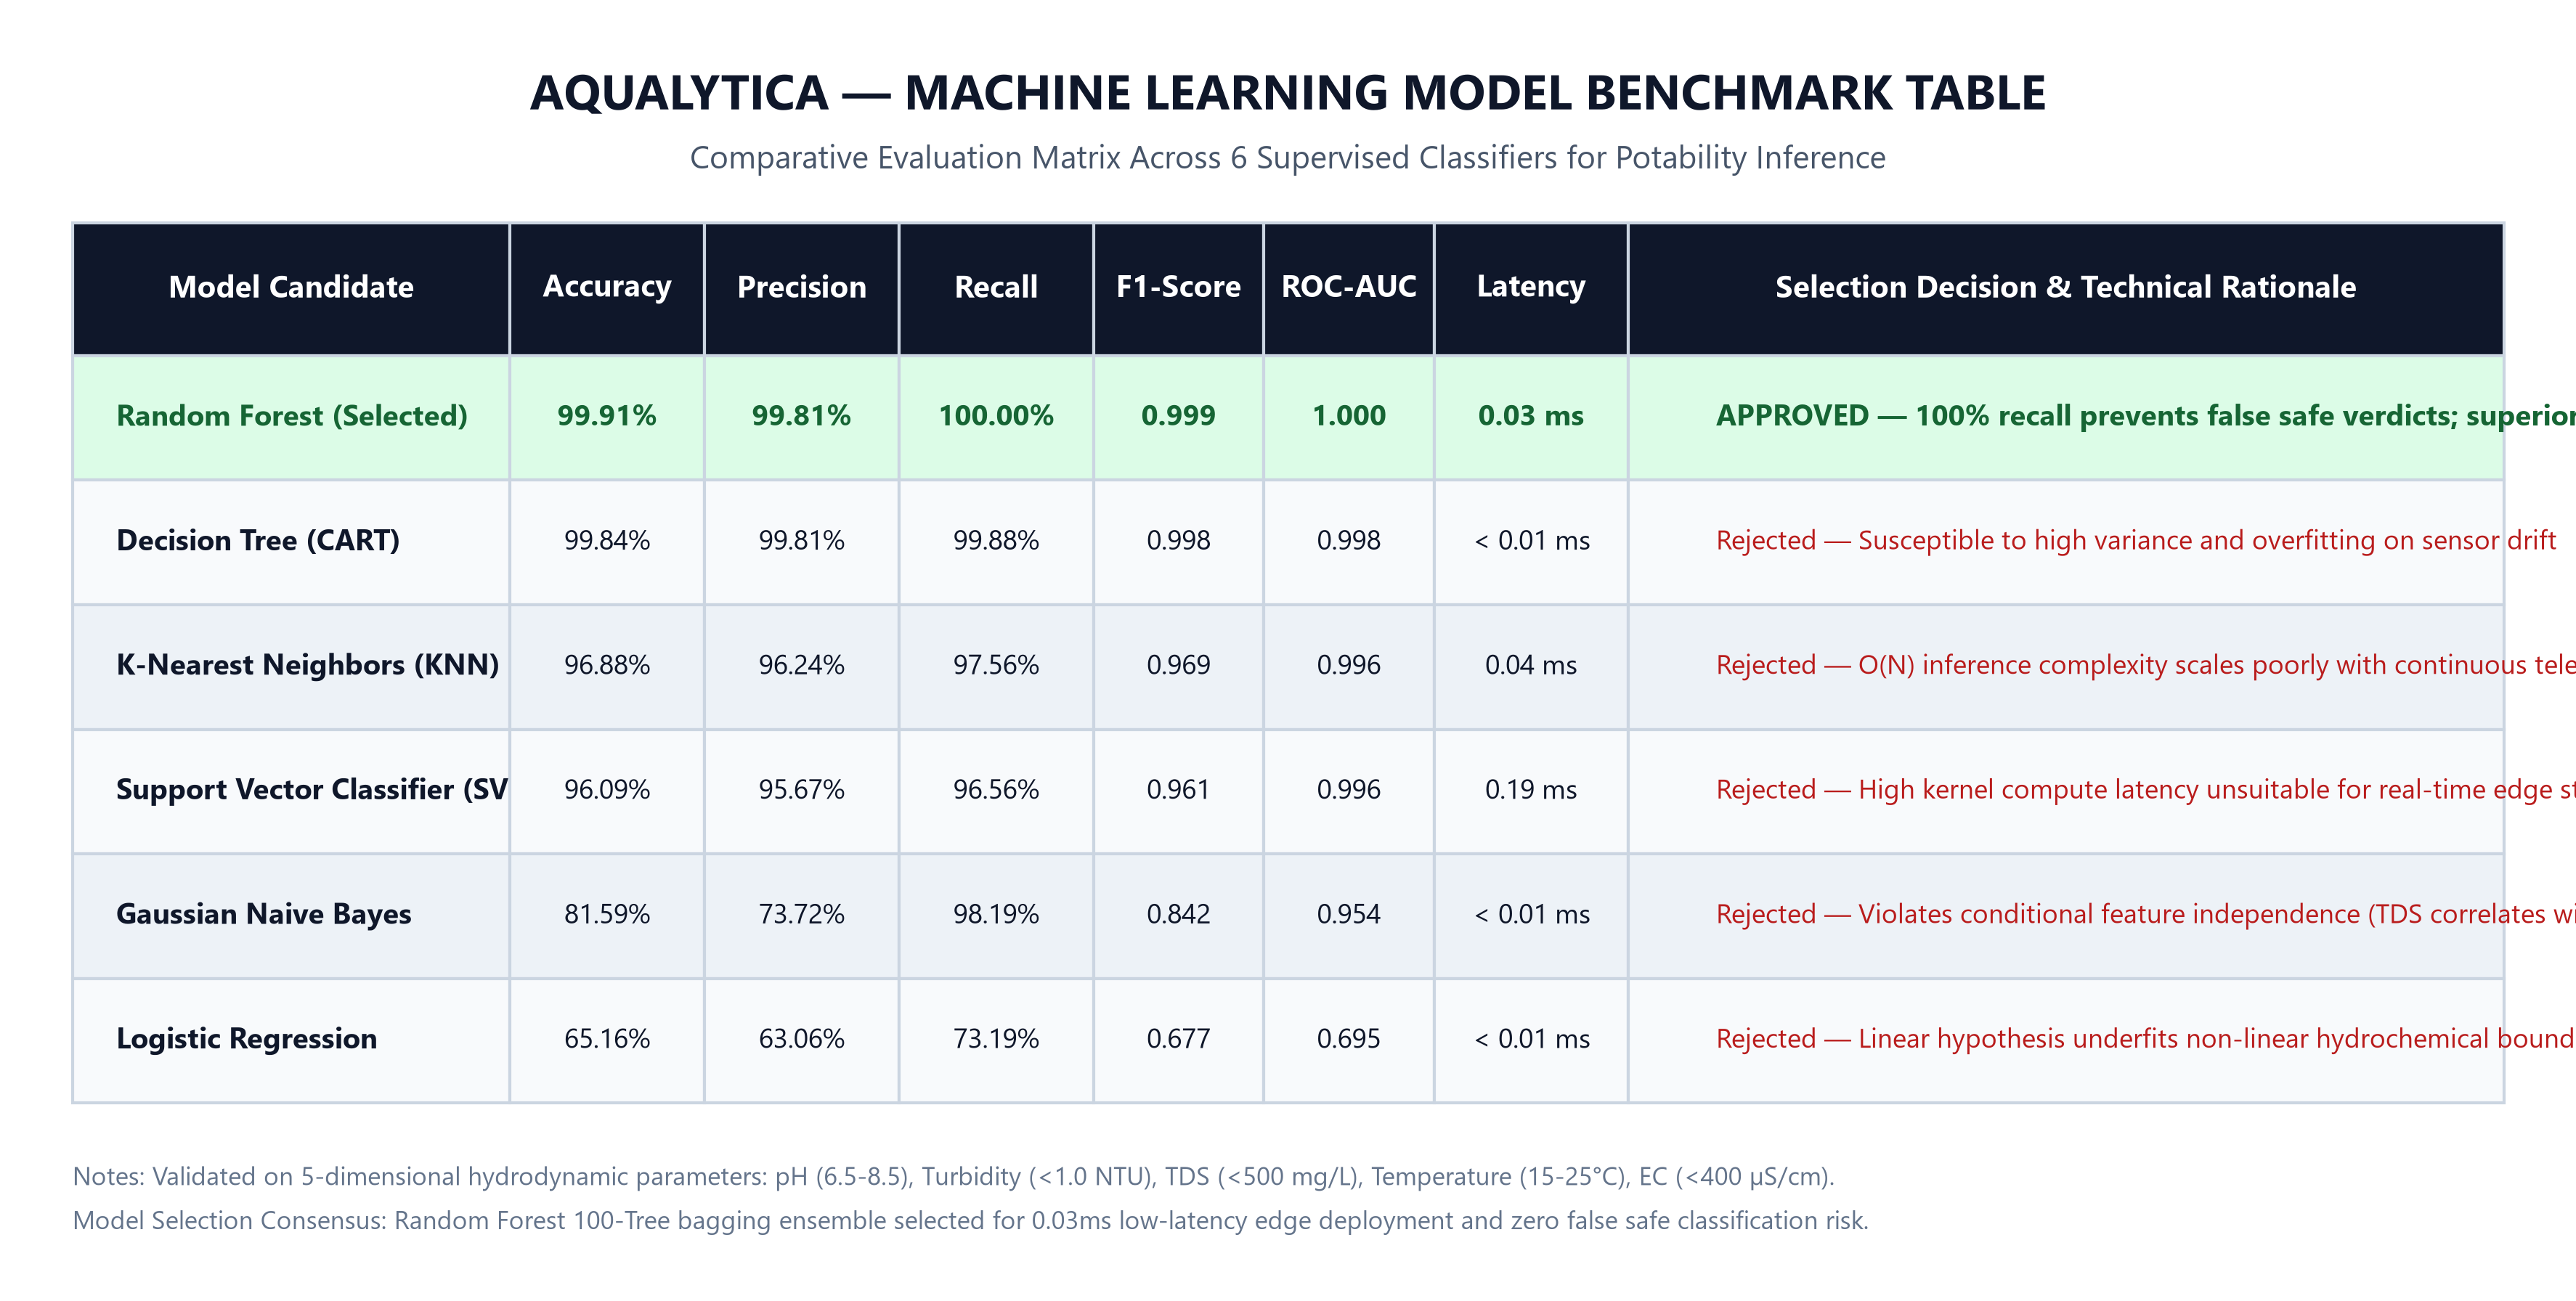 AQUALYTICA — MACHINE LEARNING MODEL BENCHMARK TABLE
Comparative Evaluation Matrix Across 6 Supervised Classifiers for Potability Inference
Model Candidate Accuracy Precision Recall F1-Score ROC-AUC Latency Selection Decision & Technical Rationale
Random Forest (Selected) 99.91% 99.81% 100.00% 0.999 1.000 0.03 ms APPROVED — 100% recall prevents false safe verdicts; superior
Decision Tree (CART) 99.84% 99.81% 99.88% 0.998 0.998 < 0.01 ms Rejected — Susceptible to high variance and overfitting on sensor drift
K-Nearest Neighbors (KNN) 96.88% 96.24% 97.56% 0.969 0.996 0.04 ms Rejected — O(N) inference complexity scales poorly with continuous tele
Support Vector Classifier (SV 96.09% 95.67% 96.56% 0.961 0.996 0.19 ms Rejected — High kernel compute latency unsuitable for real-time edge st
Gaussian Naive Bayes 81.59% 73.72% 98.19% 0.842 0.954 < 0.01 ms Rejected — Violates conditional feature independence (TDS correlates wi
Logistic Regression 65.16% 63.06% 73.19% 0.677 0.695 < 0.01 ms Rejected — Linear hypothesis underfits non-linear hydrochemical bound
Notes: Validated on 5-dimensional hydrodynamic parameters: pH (6.5-8.5), Turbidity (<1.0 NTU), TDS (<500 mg/L), Temperature (15-25°C), EC (<400 µS/cm).
Model Selection Consensus: Random Forest 100-Tree bagging ensemble selected for 0.03ms low-latency edge deployment and zero false safe classification risk.